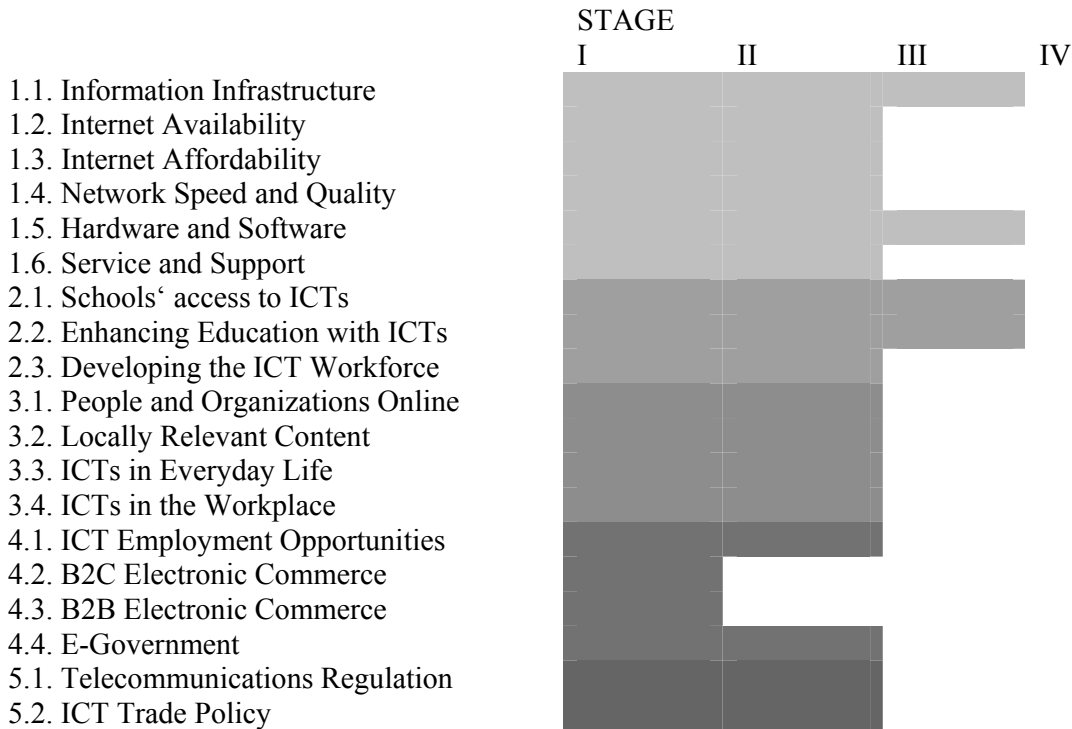 STAGE
I II III IV
1.1. Information Infrastructure
1.2. Internet Availability
1.3. Internet Affordability
1.4. Network Speed and Quality
1.5. Hardware and Software
1.6. Service and Support
2.1. Schools‘ access to ICTs
2.2. Enhancing Education with ICTs
2.3. Developing the ICT Workforce
3.1. People and Organizations Online
3.2. Locally Relevant Content
3.3. ICTs in Everyday Life
3.4. ICTs in the Workplace
4.1. ICT Employment Opportunities
4.2. B2C Electronic Commerce
4.3. B2B Electronic Commerce
4.4. E-Government
5.1. Telecommunications Regulation
5.2. ICT Trade Policy